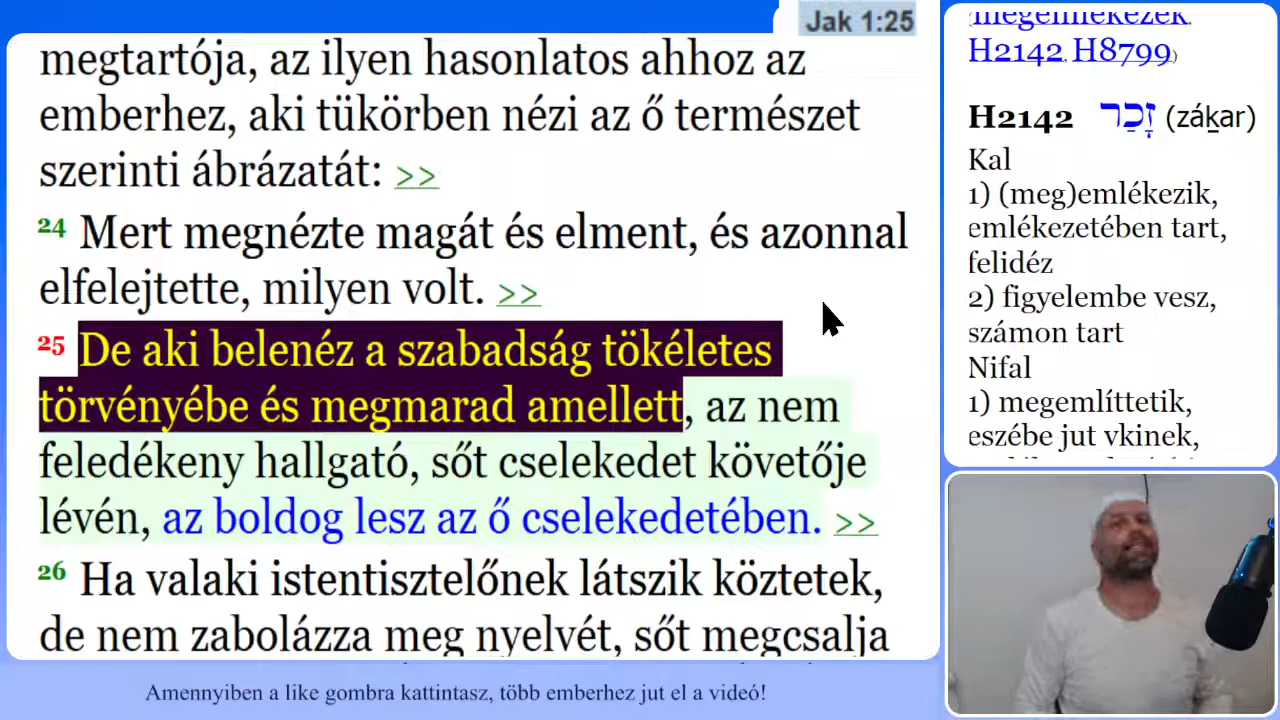 Jak 1:25
megtartója, az ilyen hasonlatos ahhoz az
emberhez, aki tükörben nézi az ő természet
szerinti ábrázatát: >>
24 Mert megnézte magát és elment, és azonnal
elfelejtette, milyen volt. >>
25 De aki belenéz a szabadság tökéletes
törvényébe és megmarad amellett, az nem
feledékeny hallgató, sőt cselekedet követője
lévén, az boldog lesz az ő cselekedetében. >>
26 Ha valaki istentisztelőnek látszik köztetek,
de nem zabolázza meg nyelvét, sőt megcsalja
(megemlékezek,
H2142, H8799)
H2142 זָכַר (zákar)
Kal
1) (meg)emlékezik,
emlékezetében tart,
felidéz
2) figyelembe vesz,
számon tart
Nifal
1) megemlíttetik,
eszébe jut vkinek,
Amennyiben a like gombra kattintasz, több emberhez jut el a videó!